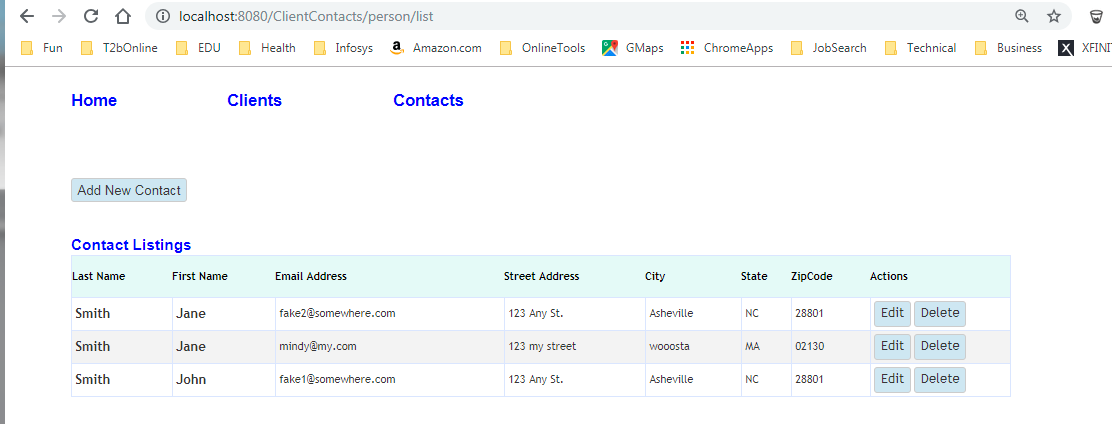 localhost:8080/ClientContacts/person/list
Fun T2bOnline EDU Health Infosys Amazon.com OnlineTools GMaps ChromeApps JobSearch Technical Business XFINI
Home Clients Contacts
Add New Contact
Contact Listings
Last Name First Name Email Address Street Address City State ZipCode Actions
Smith Jane fake2@somewhere.com 123 Any St. Asheville NC 28801 Edit Delete
Smith Jane mindy@my.com 123 my street wooosta MA 02130 Edit Delete
Smith John fake1@somewhere.com 123 Any St. Asheville NC 28801 Edit Delete